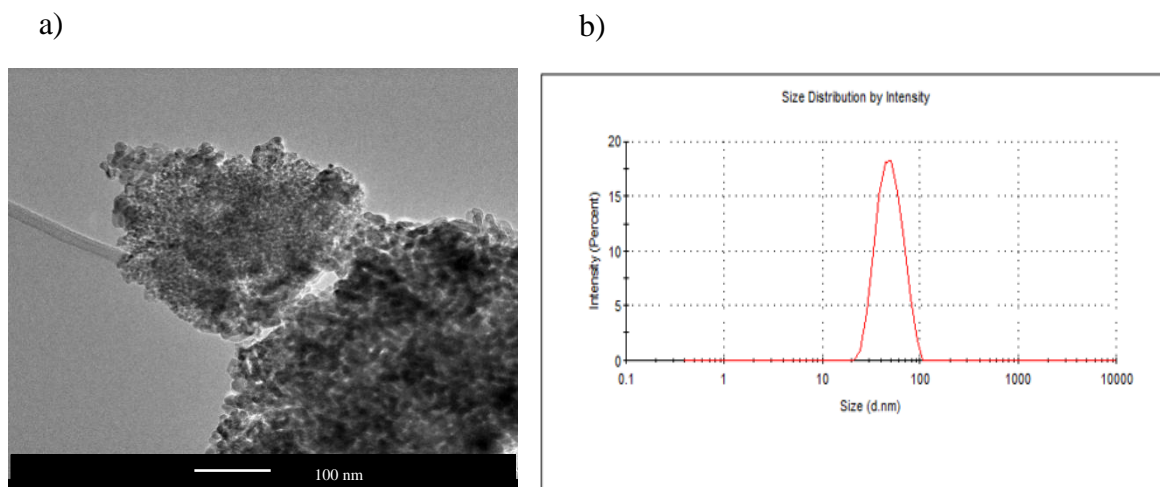 a)
b)
100 nm
Size Distribution by Intensity
20
15
10
5
0
Intensity (Percent)
0.1 1 10 100 1000 10000
Size (d.nm)